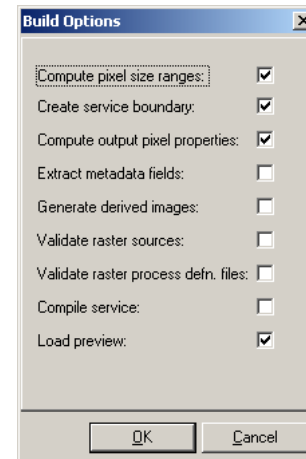 Build Options
Compute pixel size ranges:
Create service boundary:
Compute output pixel properties:
Extract metadata fields:
Generate derived images:
Validate raster sources:
Validate raster process defn. files:
Compile service:
Load preview:
OK Cancel